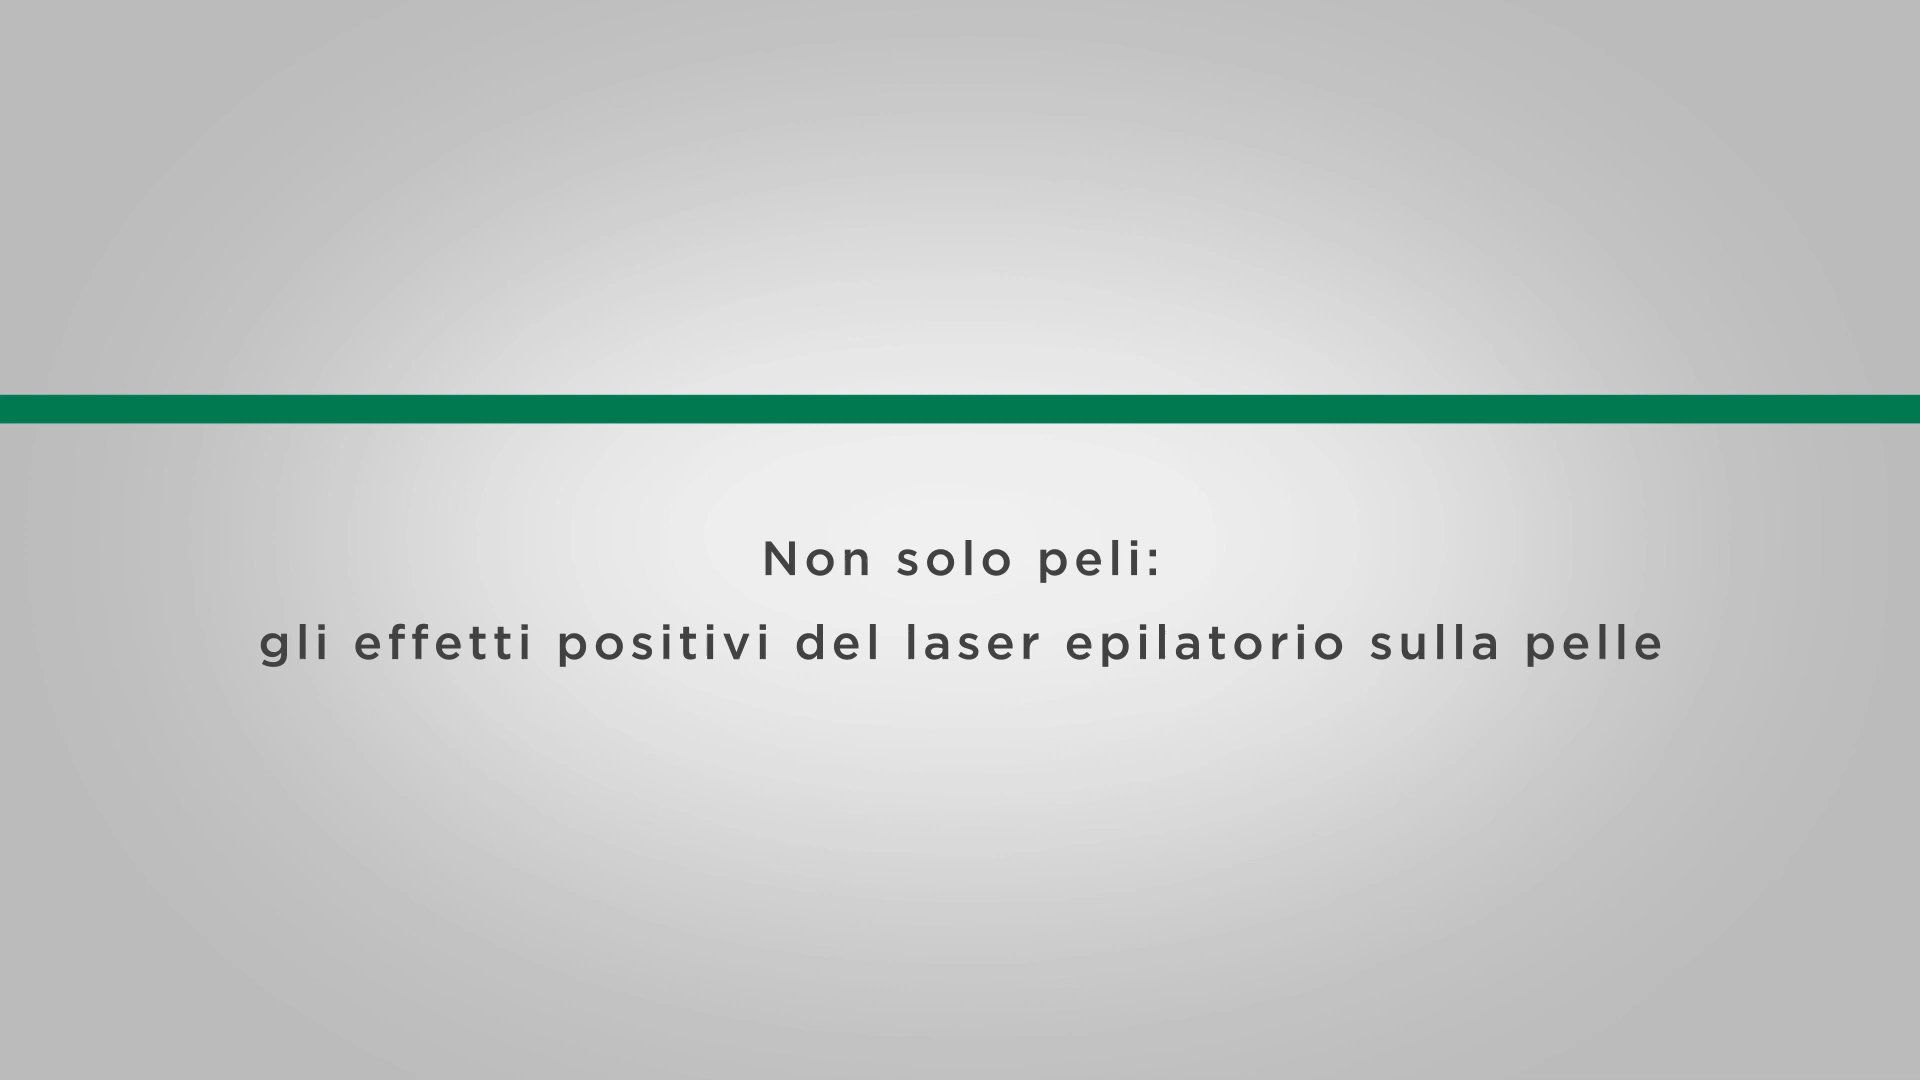 Non solo peli:
gli effetti positivi del laser epilatorio sulla pelle